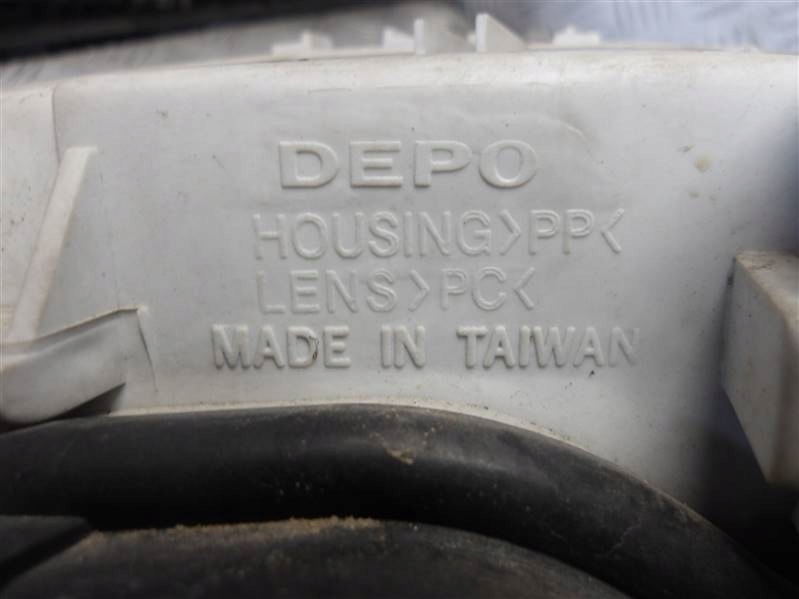 DEPO
HOUSING>PP<
LENS>PC<
MADE IN TAIWAN